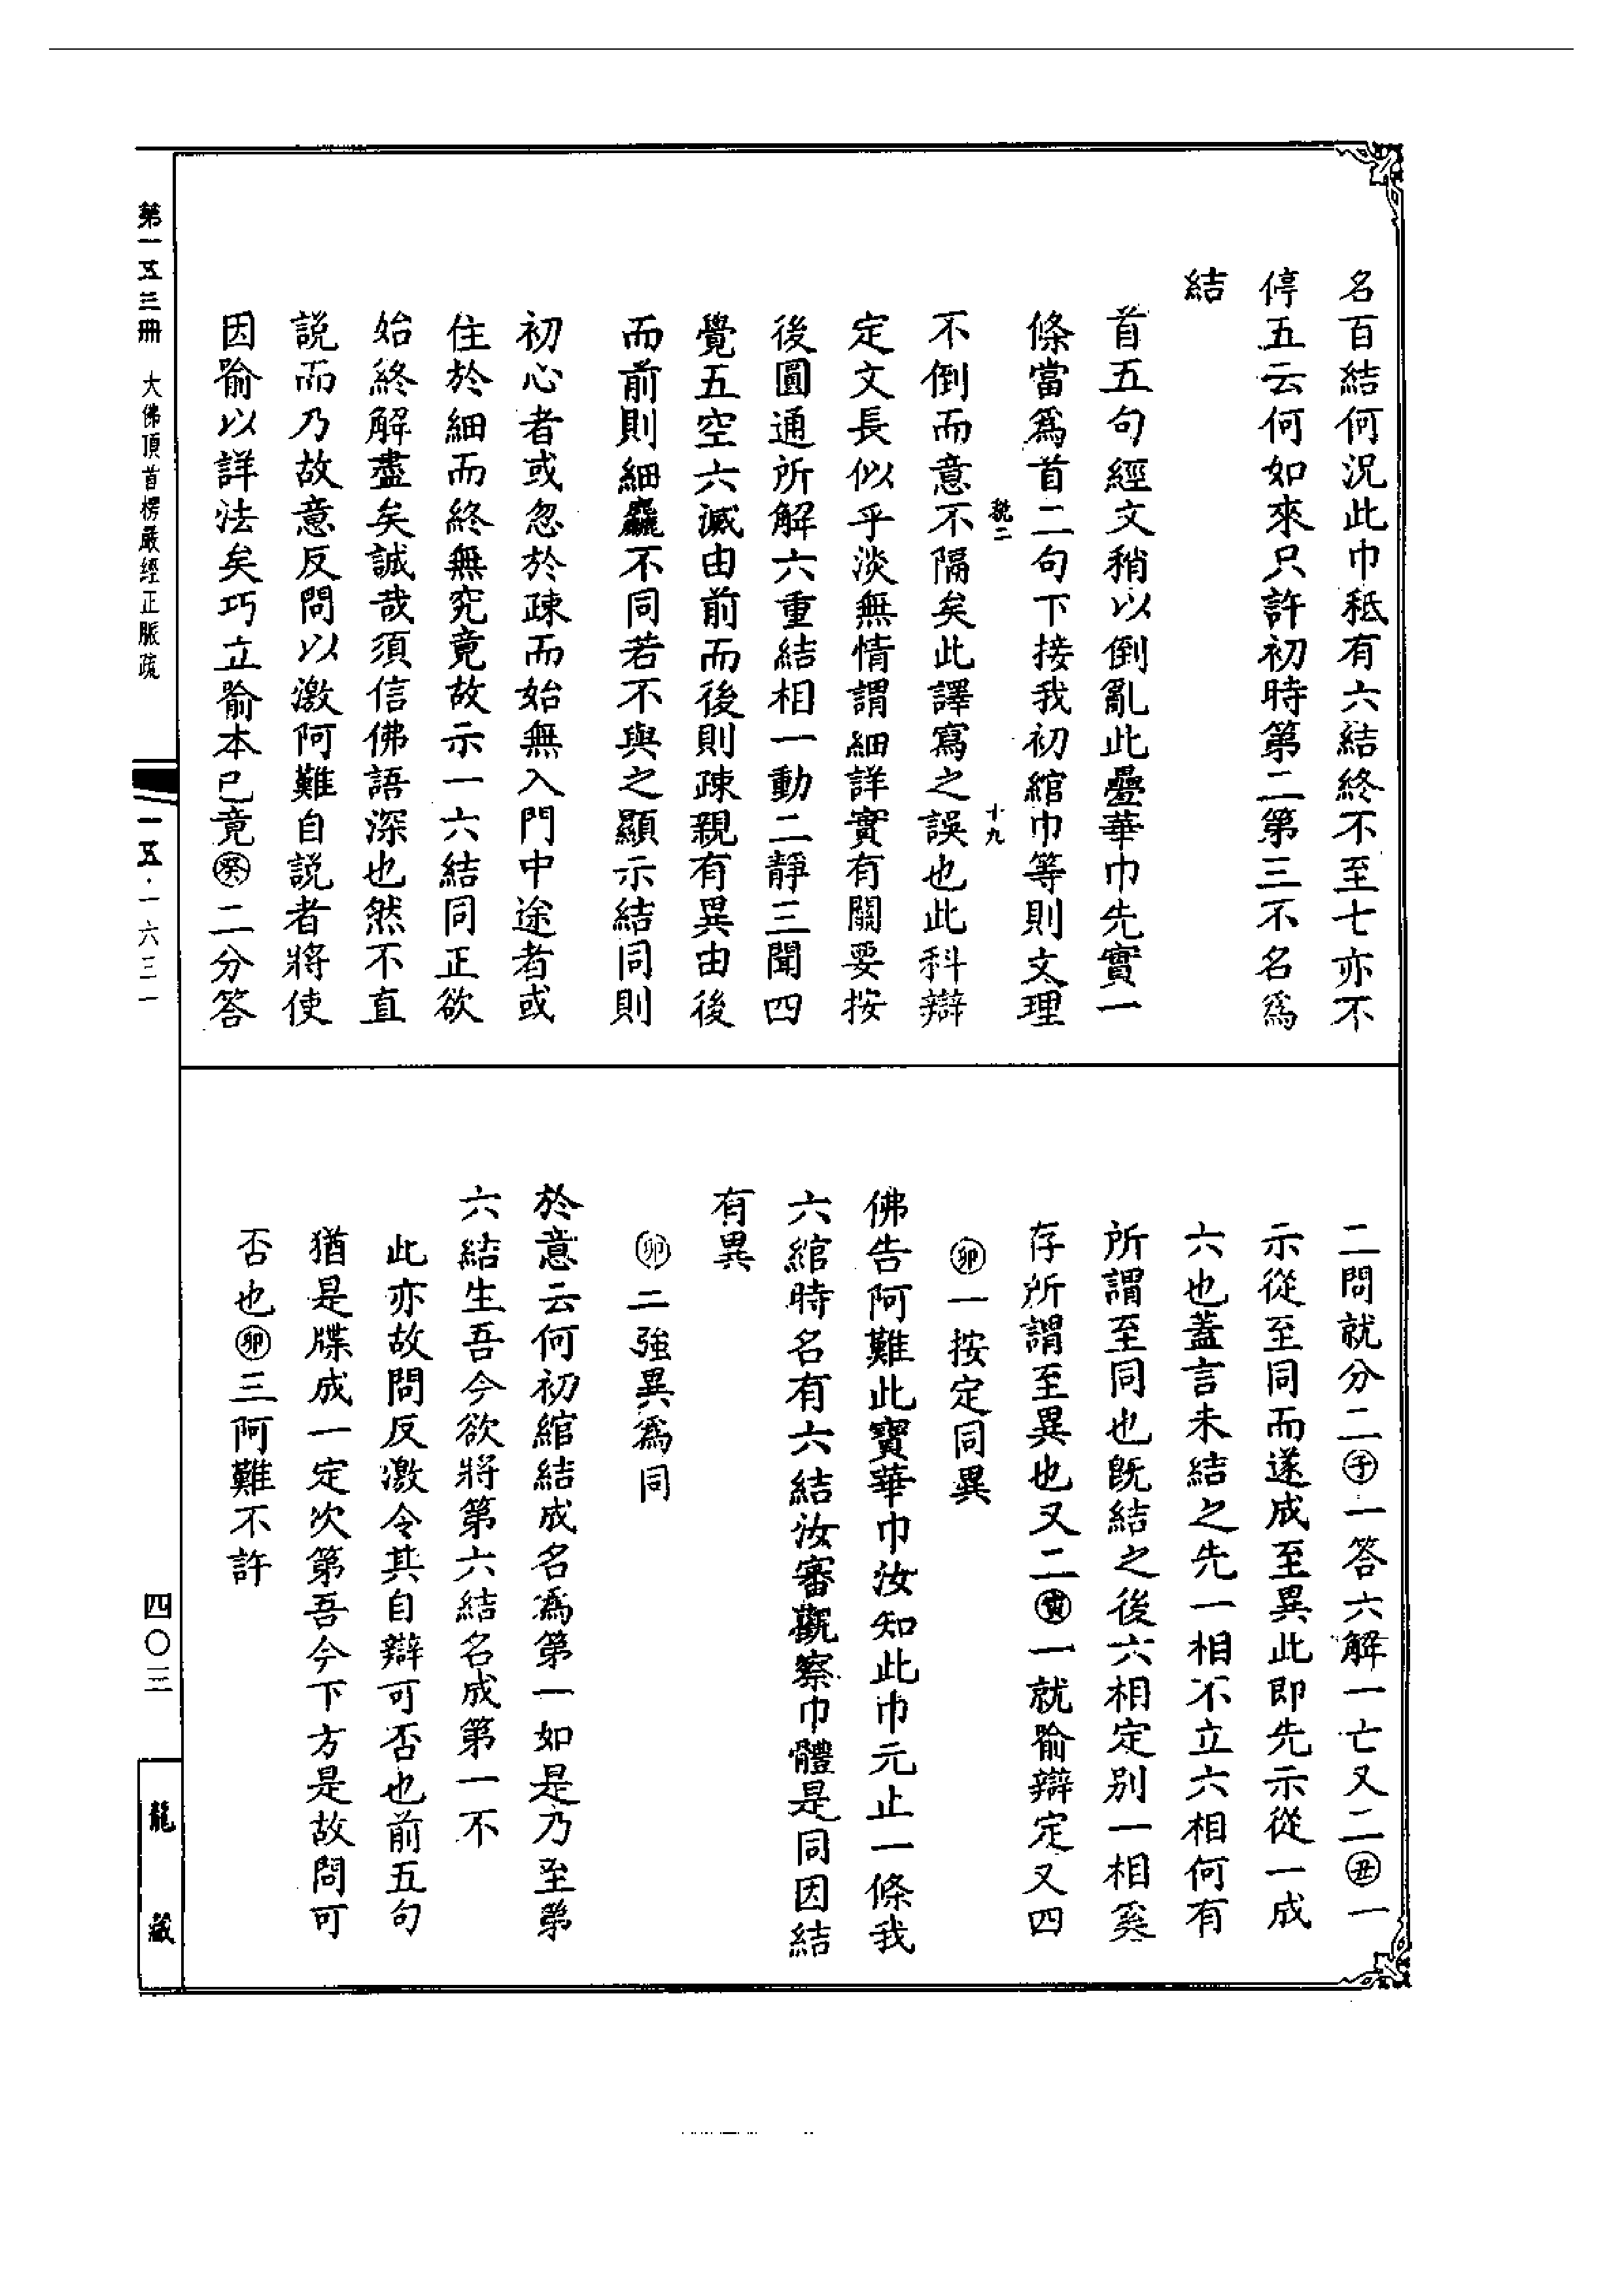 名百結何況此巾秪有六結終不至七亦不
停五云何如來只許初時第二第三不名爲
結
首五句經文稍以倒亂此疊華巾先實一
條當爲首二句下接我初綰巾等則文理
不倒而意不隔矣此譯寫之誤也此科辯
定文長似乎淡無情謂細詳實有關要按
後圓通所解六重結相一動二靜三聞四
覺五空六滅由前而後則疎親有異由後
而前則細麤不同若不與之顯示結同則
初心者或忽於疎而始無入門中途者或
住於細而終無究竟故示一六結同正欲
始終解盡矣誠哉須信佛語深也然不直
說而乃故意反問以激阿難自說者將使
因喻以詳法矣巧立喻本已竟癸二分答
二問就分二子一答六解一亡又二丑一
示從至同而遂成至異此即先示從一成
六也蓋言未結之先一相不立六相何有
所謂至同也旣結之後六相定別一相奚
存所謂至異也又二寅一就喻辯定又四
卯一按定同異
佛告阿難此寶華巾汝知此巾元止一條我
六綰時名有六結汝審觀察巾體是同因結
有異
卯二強異爲同
於意云何初綰結成名爲第一如是乃至第
六結生吾今欲將第六結名成第一不
此亦故問反激令其自辯可否也前五句
猶是牒成一定次第吾今下方是故問可
否也卯三阿難不許
第一五三冊 大佛頂首楞嚴經正脈疏
一五·一六三一
四〇三
龍藏
二
十九